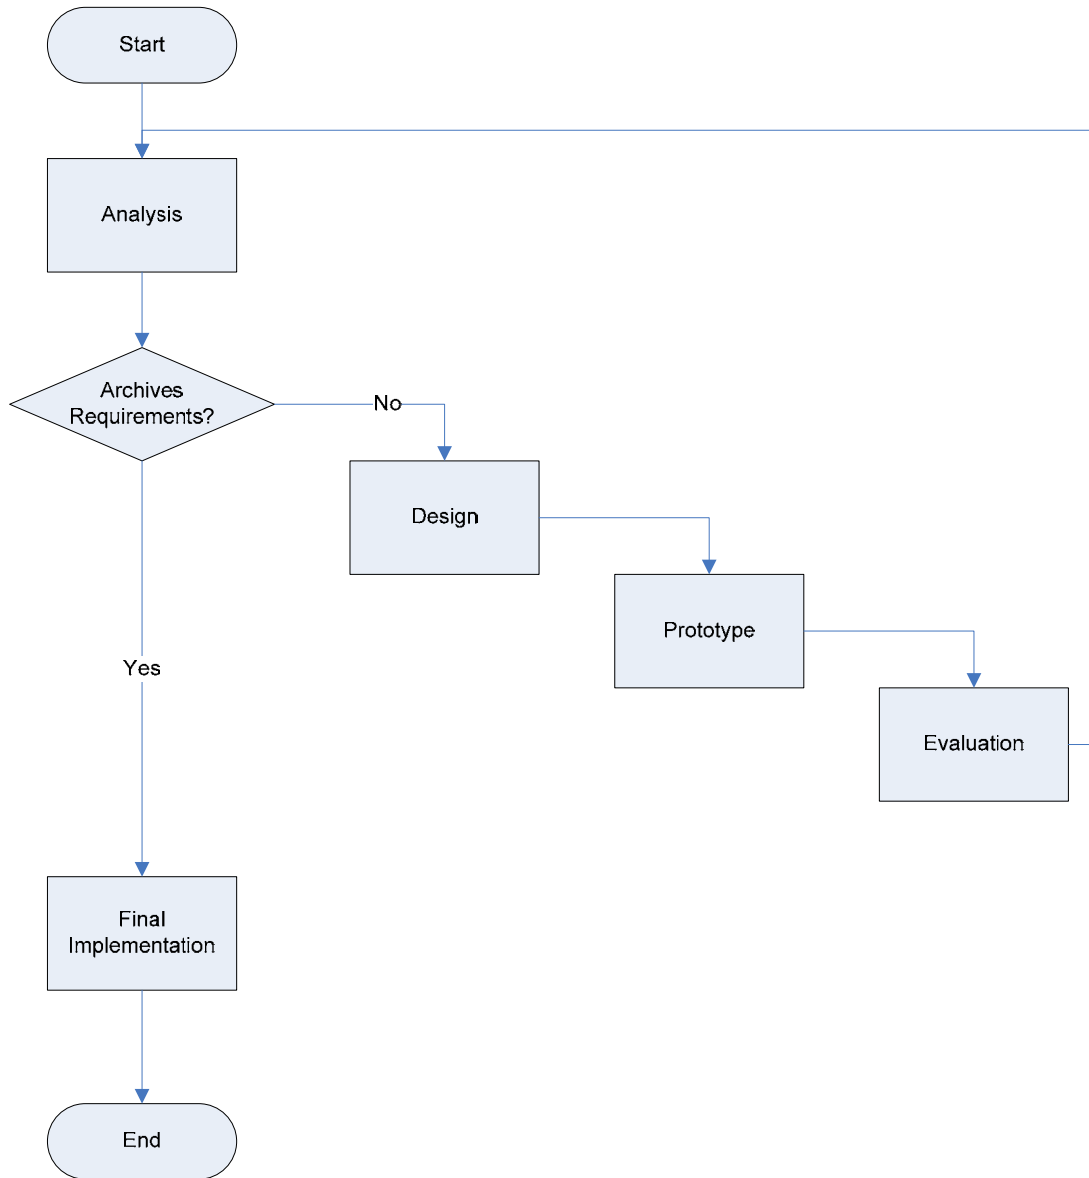 Start
Analysis
Archives
Requirements?
No
Design
Prototype
Yes
Evaluation
Final
Implementation
End